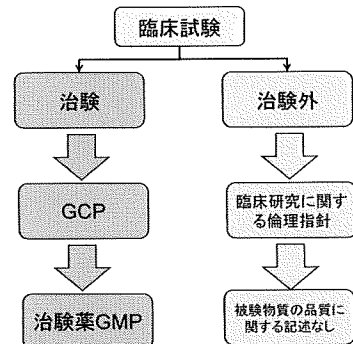 臨床試験
治験
治験外
GCP
臨床研究に関す
る倫理指針
治験薬GMP
被験物質の品質に
関する記述なし